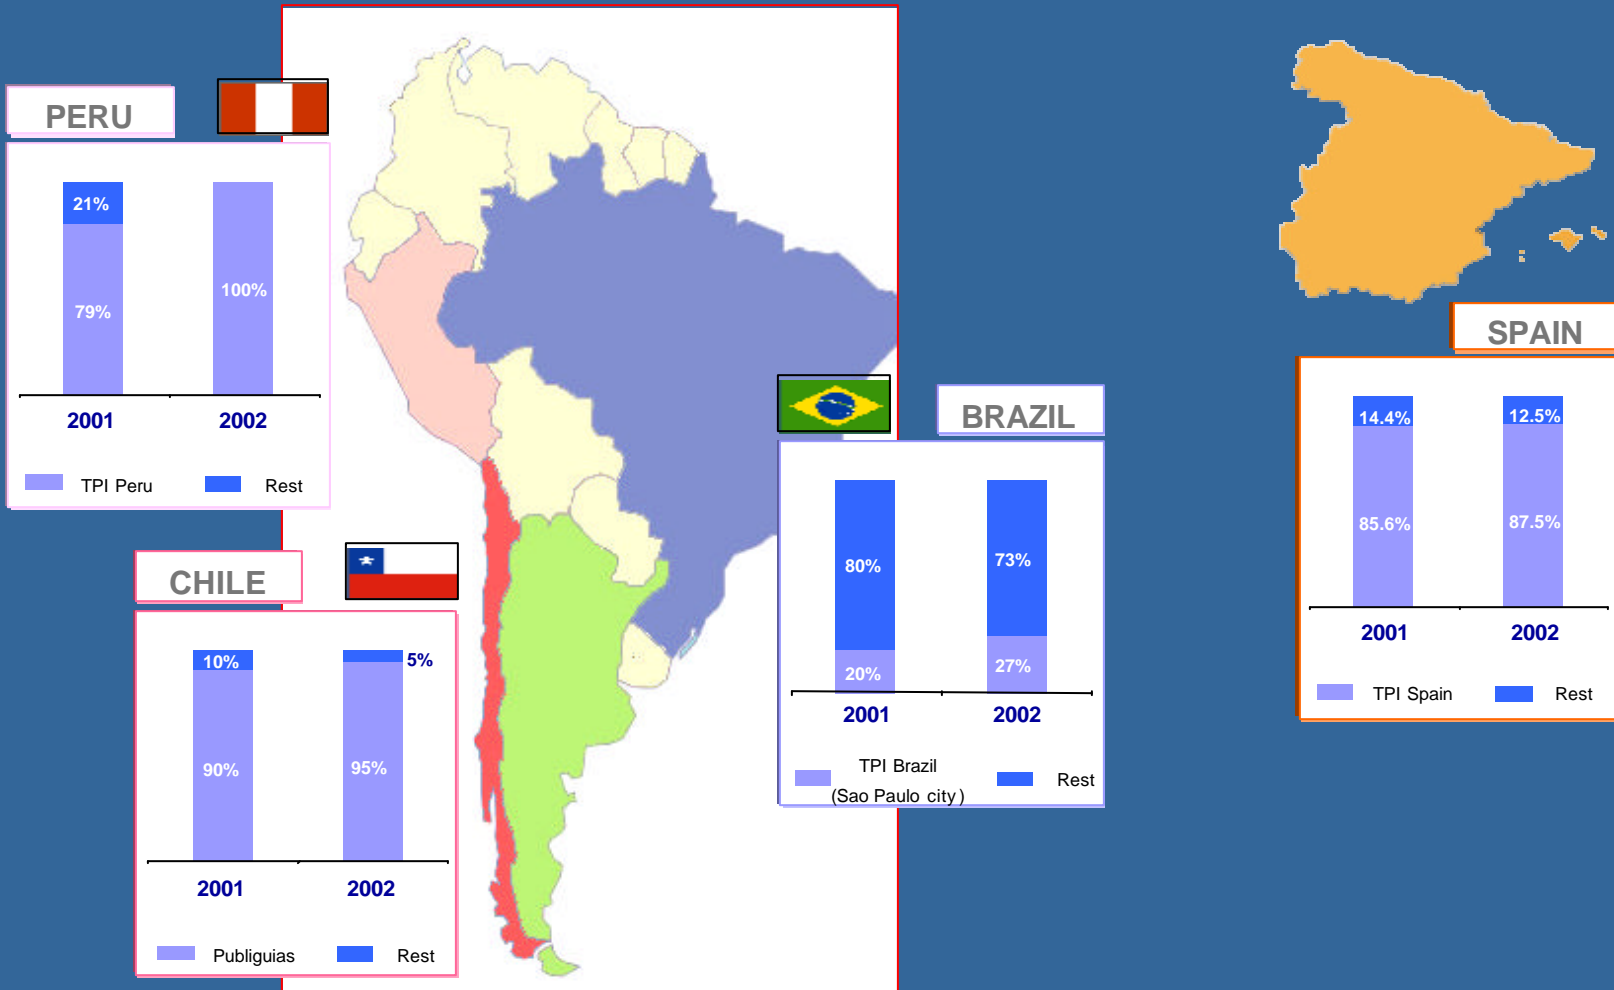 PERU
21%
79%
100%
2001 2002
TPI Peru Rest
CHILE
10%
5%
90%
95%
2001 2002
Publiguias Rest
BRAZIL
80%
73%
20%
27%
2001 2002
TPI Brazil
(Sao Paulo city)
Rest
SPAIN
14.4%
12.5%
85.6%
87.5%
2001 2002
TPI Spain Rest